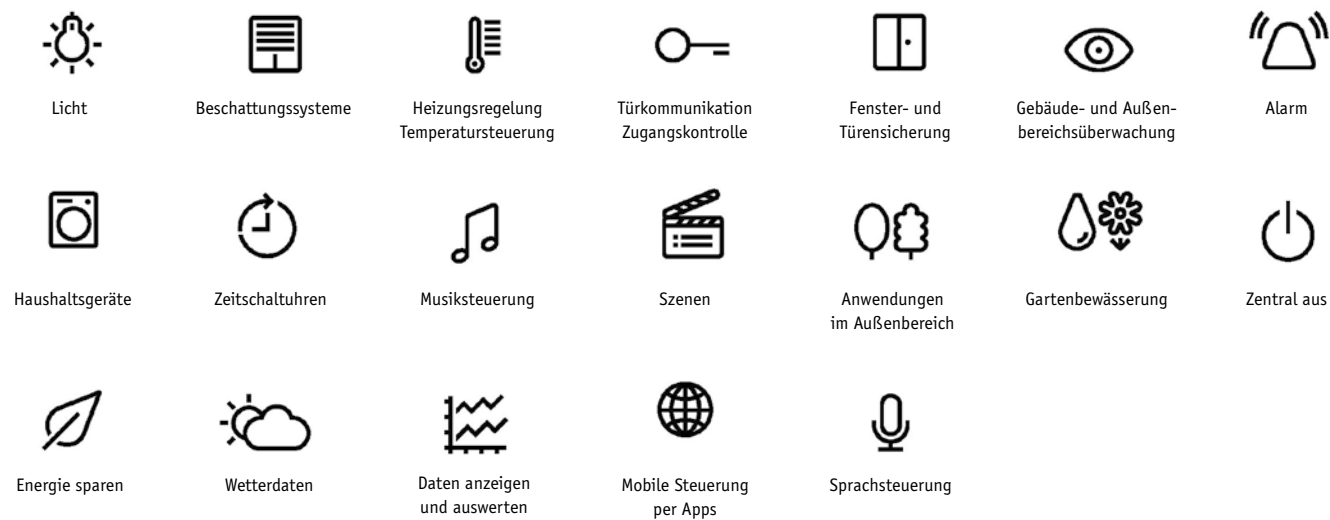 Licht
Beschattungssysteme
Heizungsregelung
Temperatursteuerung
Türkommunikation
Zugangskontrolle
Fenster- und
Türensicherung
Gebäude- und Außen-
bereichsüberwachung
Alarm
Haushaltsgeräte
Zeitschaltuhren
Musiksteuerung
Szenen
Anwendungen
im Außenbereich
Gartenbewässerung
Zentral aus
Energie sparen
Wetterdaten
Daten anzeigen
und auswerten
Mobile Steuerung
per Apps
Sprachsteuerung